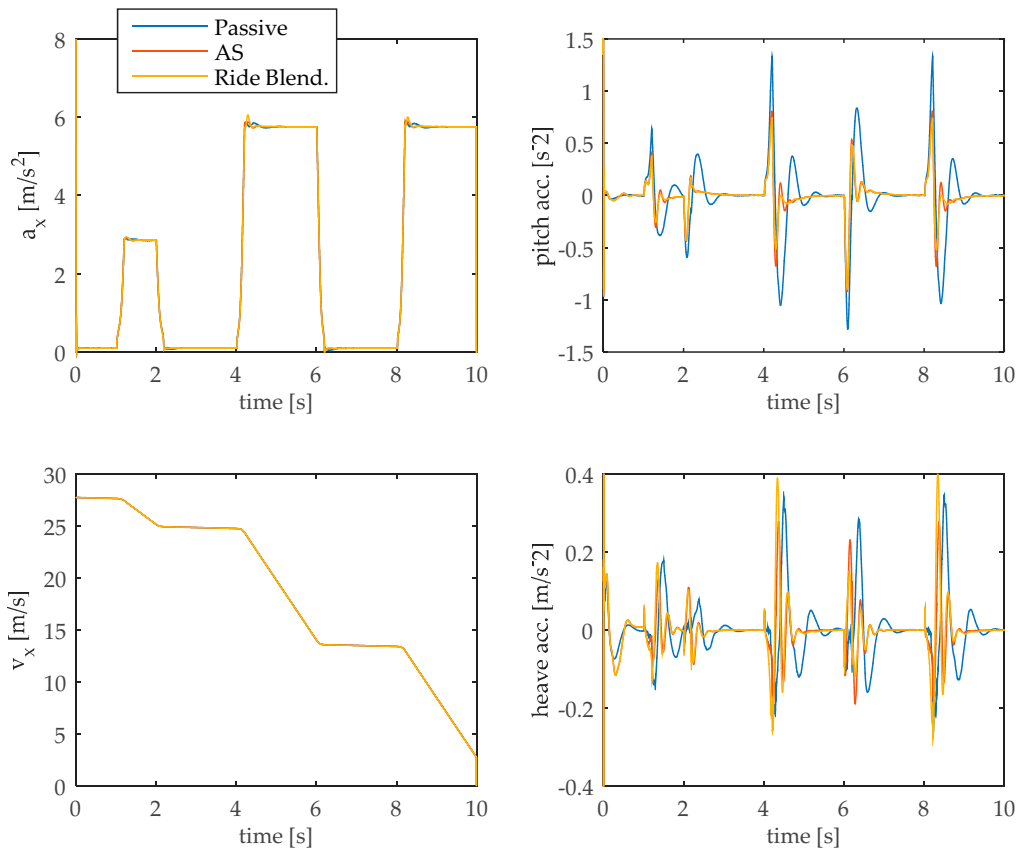 Passive
AS
Ride Blend.
8
6
4
2
0
a_x [m/s^2]
0 2 4 6 8 10
time [s]
1.5
1
0.5
0
-0.5
-1
-1.5
pitch acc. [s-2]
0 2 4 6 8 10
time [s]
30
25
20
15
10
5
0
v_x [m/s]
0 2 4 6 8 10
time [s]
0.4
0.2
0
-0.2
-0.4
heave acc. [m/s-2]
0 2 4 6 8 10
time [s]